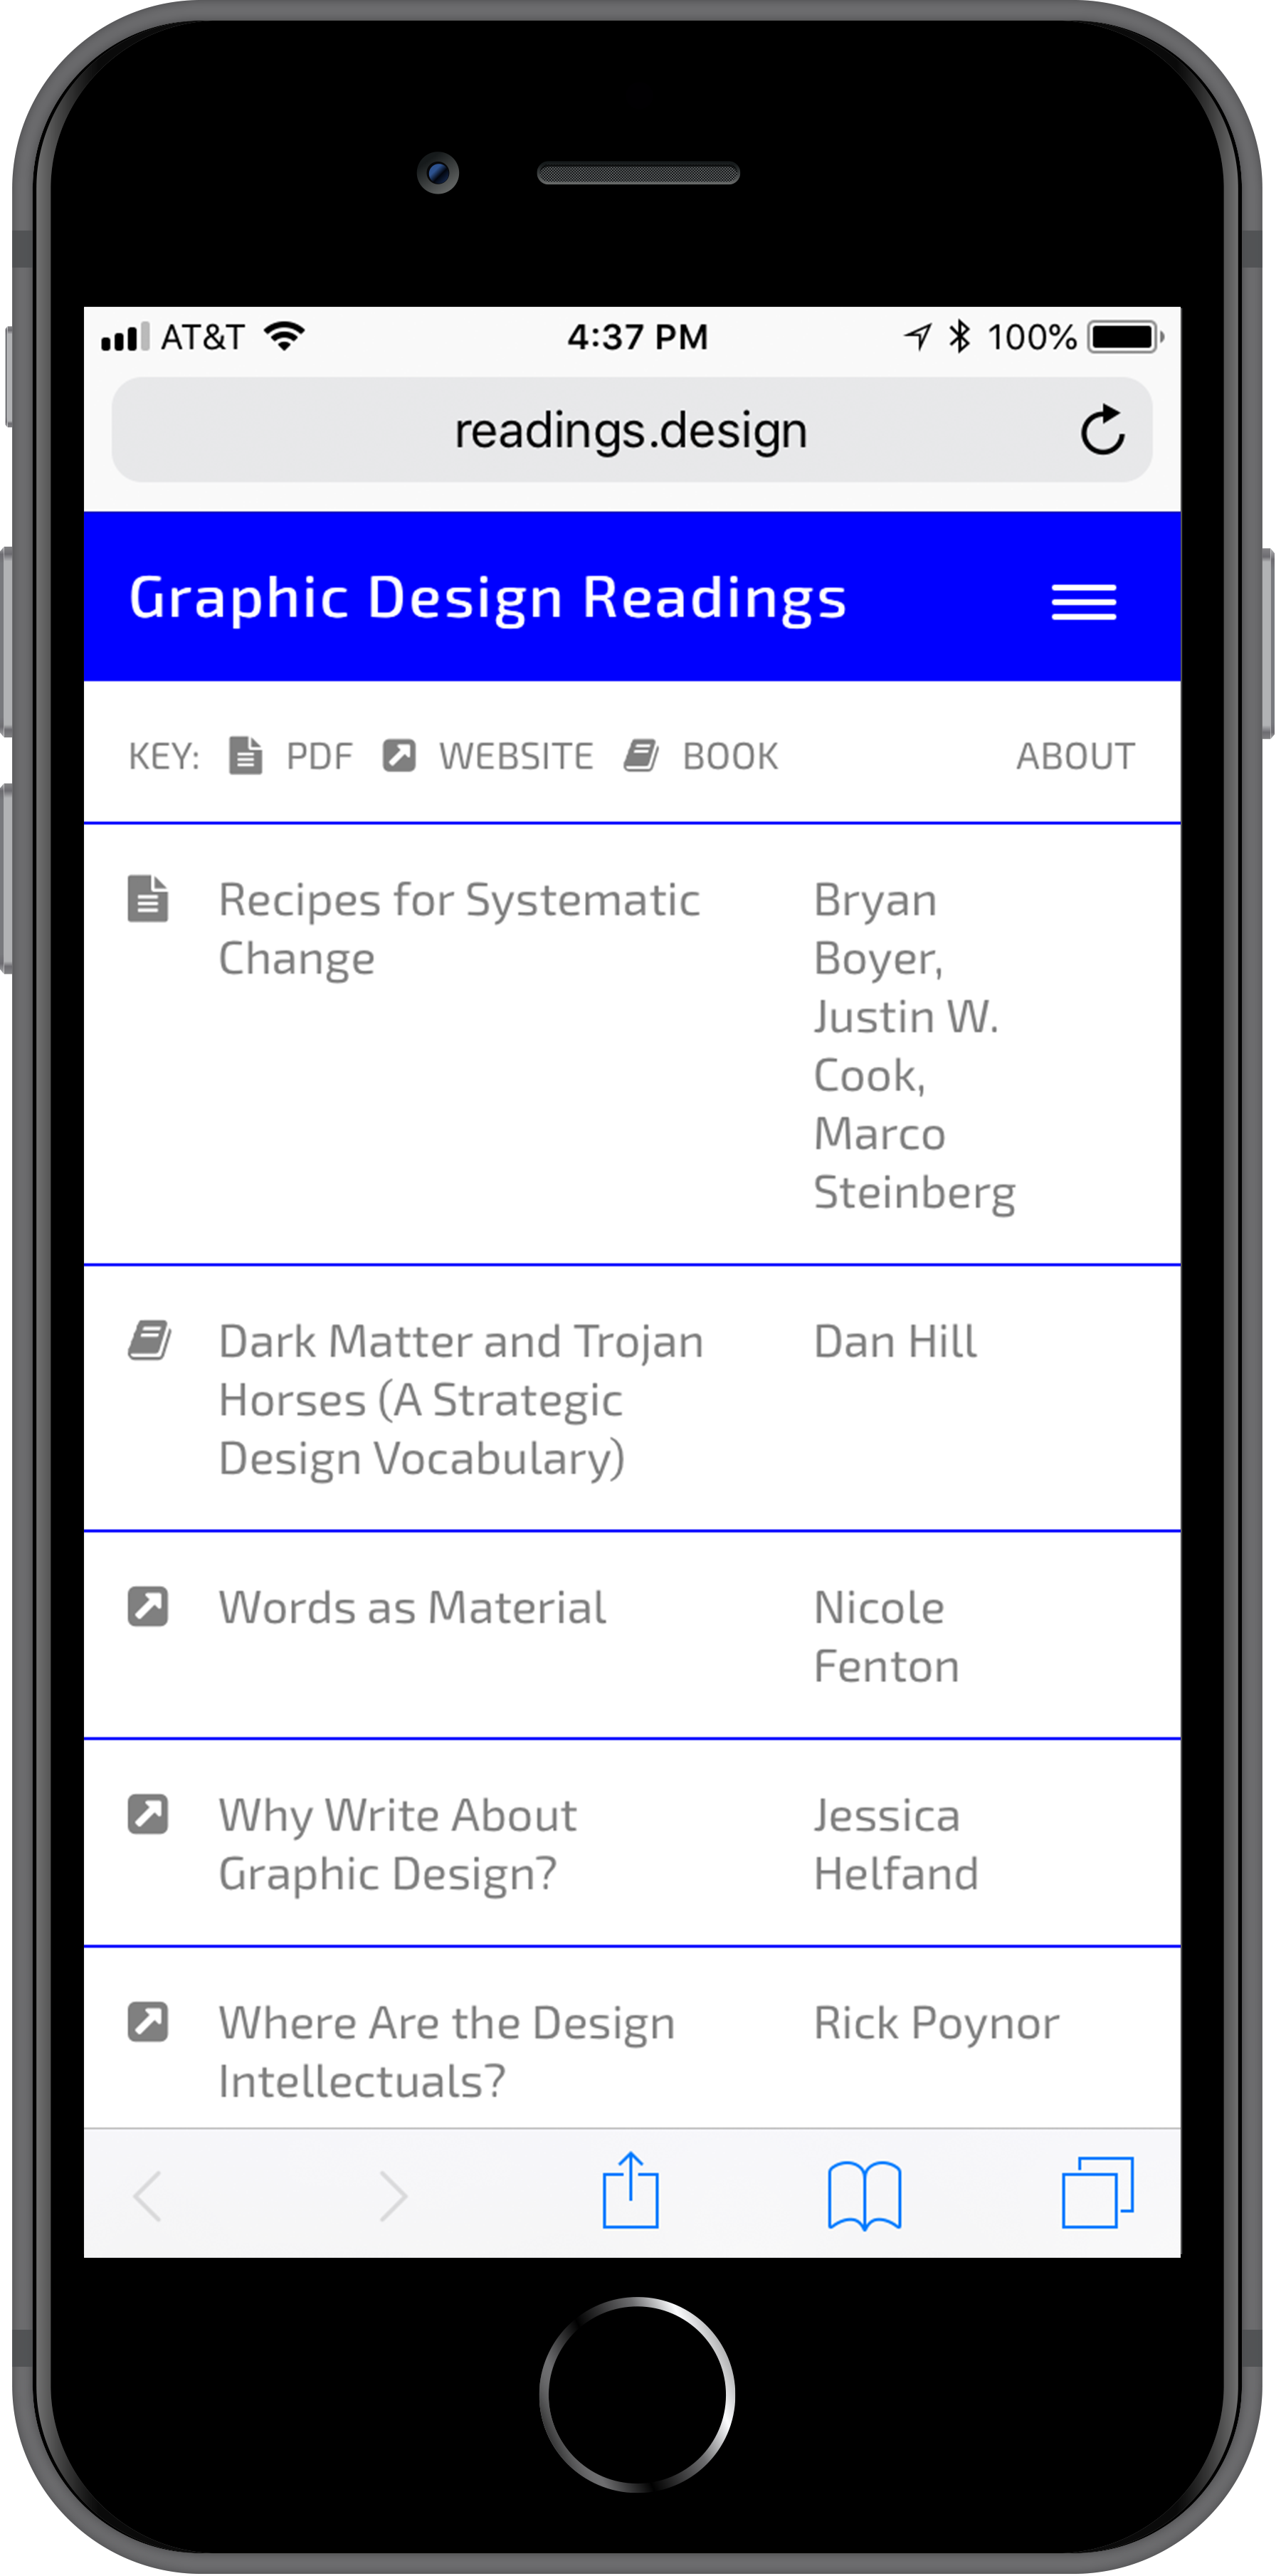 AT&T 4:37 PM 100%
readings.design
Graphic Design Readings
KEY: PDF WEBSITE BOOK ABOUT
Recipes for Systematic
Change
Bryan
Boyer,
Justin W.
Cook,
Marco
Steinberg
Dark Matter and Trojan
Horses (A Strategic
Design Vocabulary)
Dan Hill
Words as Material
Nicole
Fenton
Why Write About
Graphic Design?
Jessica
Helfand
Where Are the Design
Intellectuals?
Rick Poynor